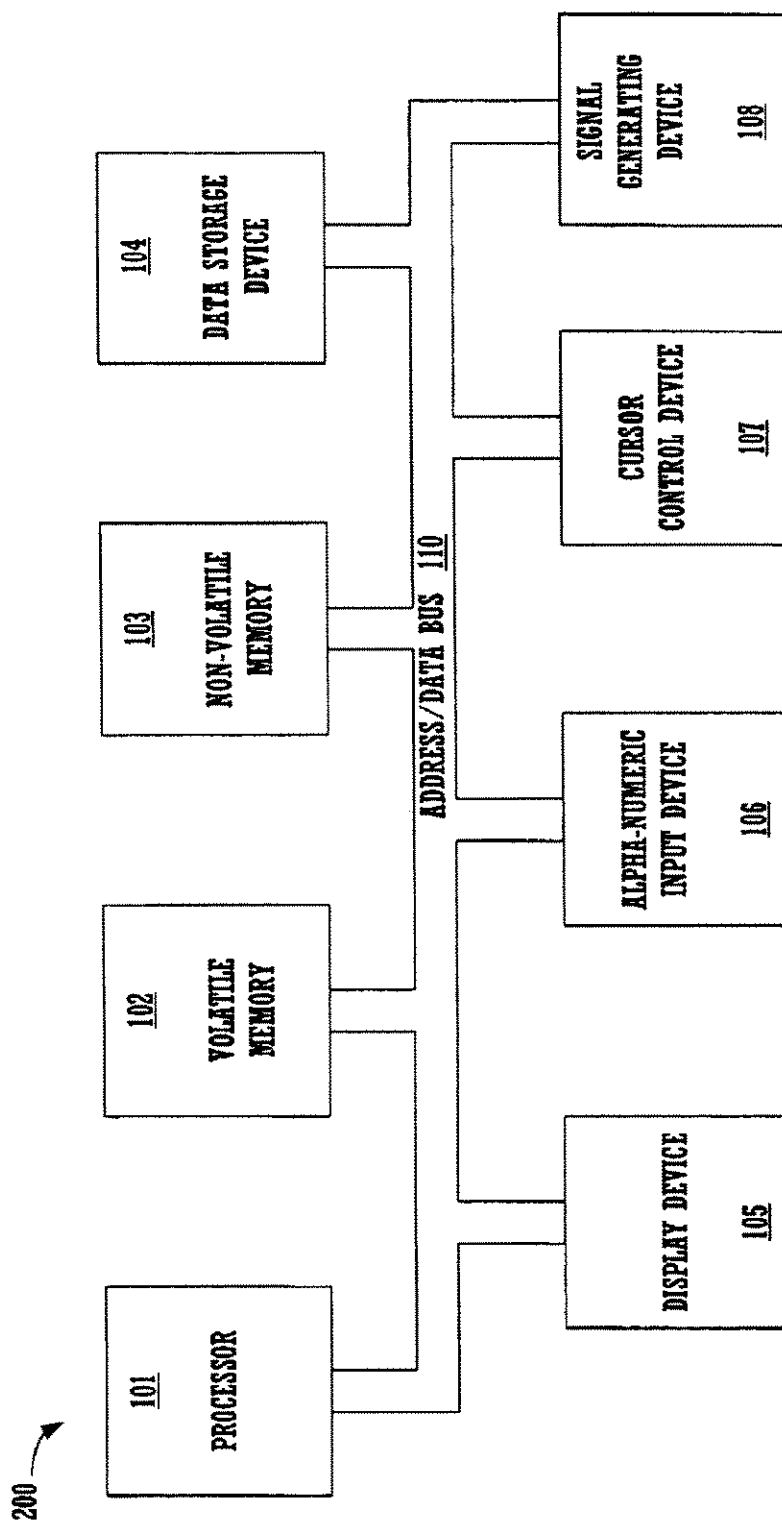 200
101
PROCESSOR
102
VOLATILE
MEMORY
103
NON-VOLATILE
MEMORY
104
DATA STORAGE
DEVICE
ADDRESS/DATA BUS 110
DISPLAY DEVICE
105
ALPHA-NUMERIC
INPUT DEVICE
106
CURSOR
CONTROL DEVICE
107
SIGNAL
GENERATING
DEVICE
108